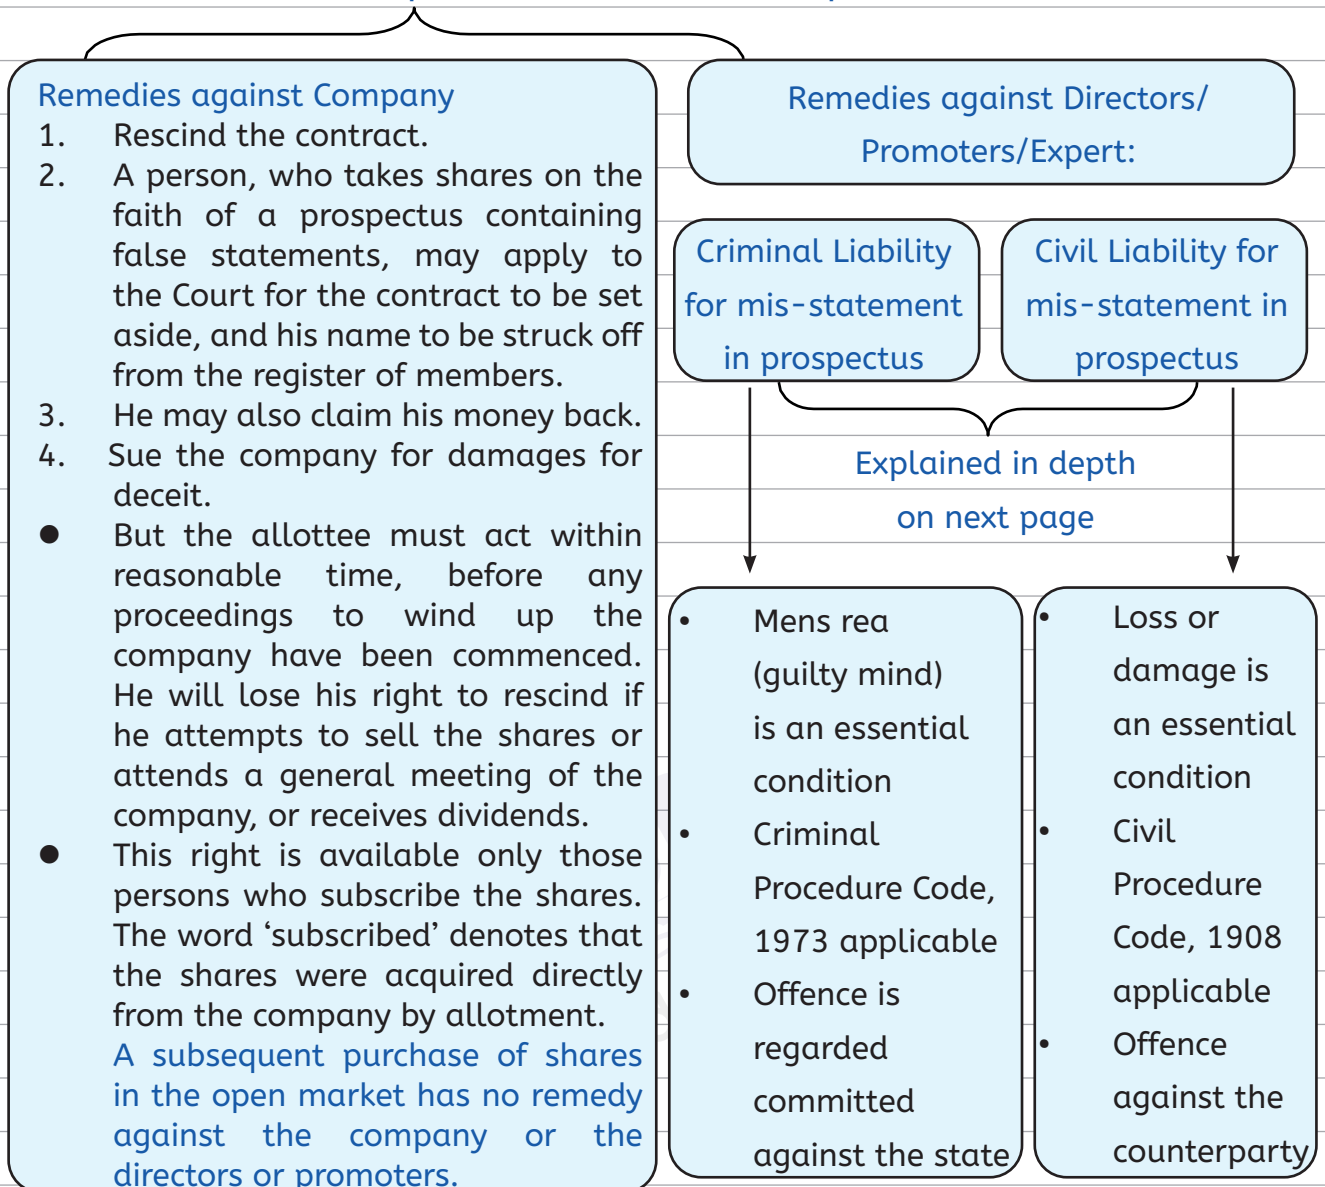 Remedies against Company
1. Rescind the contract.
2. A person, who takes shares on the
faith of a prospectus containing
false statements, may apply to
the Court for the contract to be set
aside, and his name to be struck off
from the register of members.
3. He may also claim his money back.
4. Sue the company for damages for
deceit.
● But the allottee must act within
reasonable time, before any
proceedings to wind up the
company have been commenced.
He will lose his right to rescind if
he attempts to sell the shares or
attends a general meeting of the
company, or receives dividends.
● This right is available only those
persons who subscribe the shares.
The word ‘subscribed’ denotes that
the shares were acquired directly
from the company by allotment.
A subsequent purchase of shares
in the open market has no remedy
against the company or the
directors or promoters.
Remedies against Directors/
Promoters/Expert:
Criminal Liability
for mis-statement
in prospectus
Civil Liability for
mis-statement in
prospectus
Explained in depth
on next page
• Mens rea
(guilty mind)
is an essential
condition
• Criminal
Procedure Code,
1973 applicable
• Offence is
regarded
committed
against the state
• Loss or
damage is
an essential
condition
• Civil
Procedure
Code, 1908
applicable
• Offence
against the
counterparty